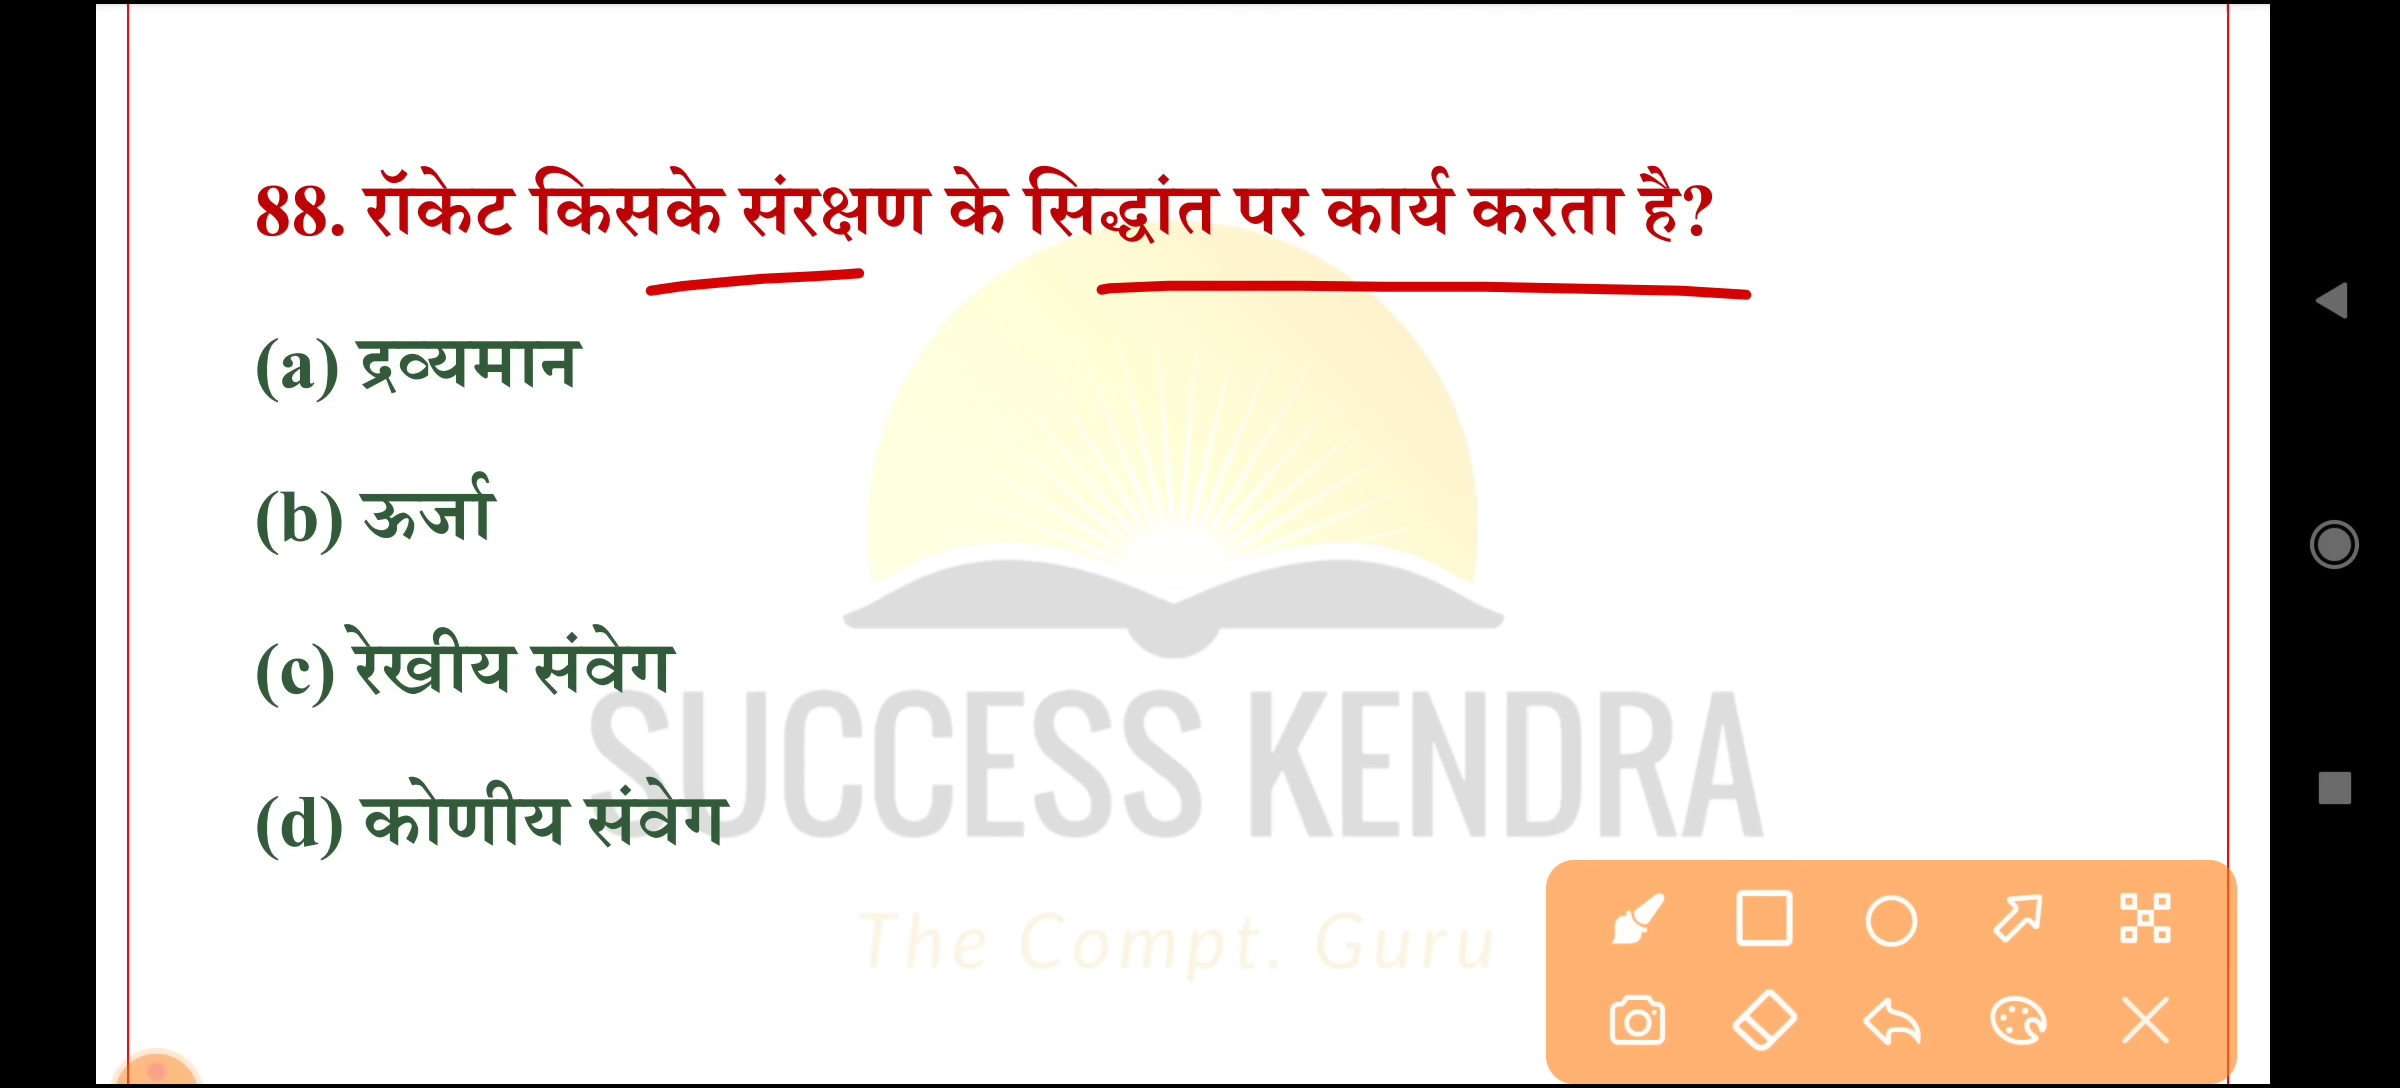 88. रॉकेट किसके संरक्षण के सिद्धांत पर कार्य करता है?
(a) द्रव्यमान
(b) ऊर्जा
(c) रेखीय संवेग
(d) कोणीय संवेग
SUCCESS KENDRA
The Compt. Guru